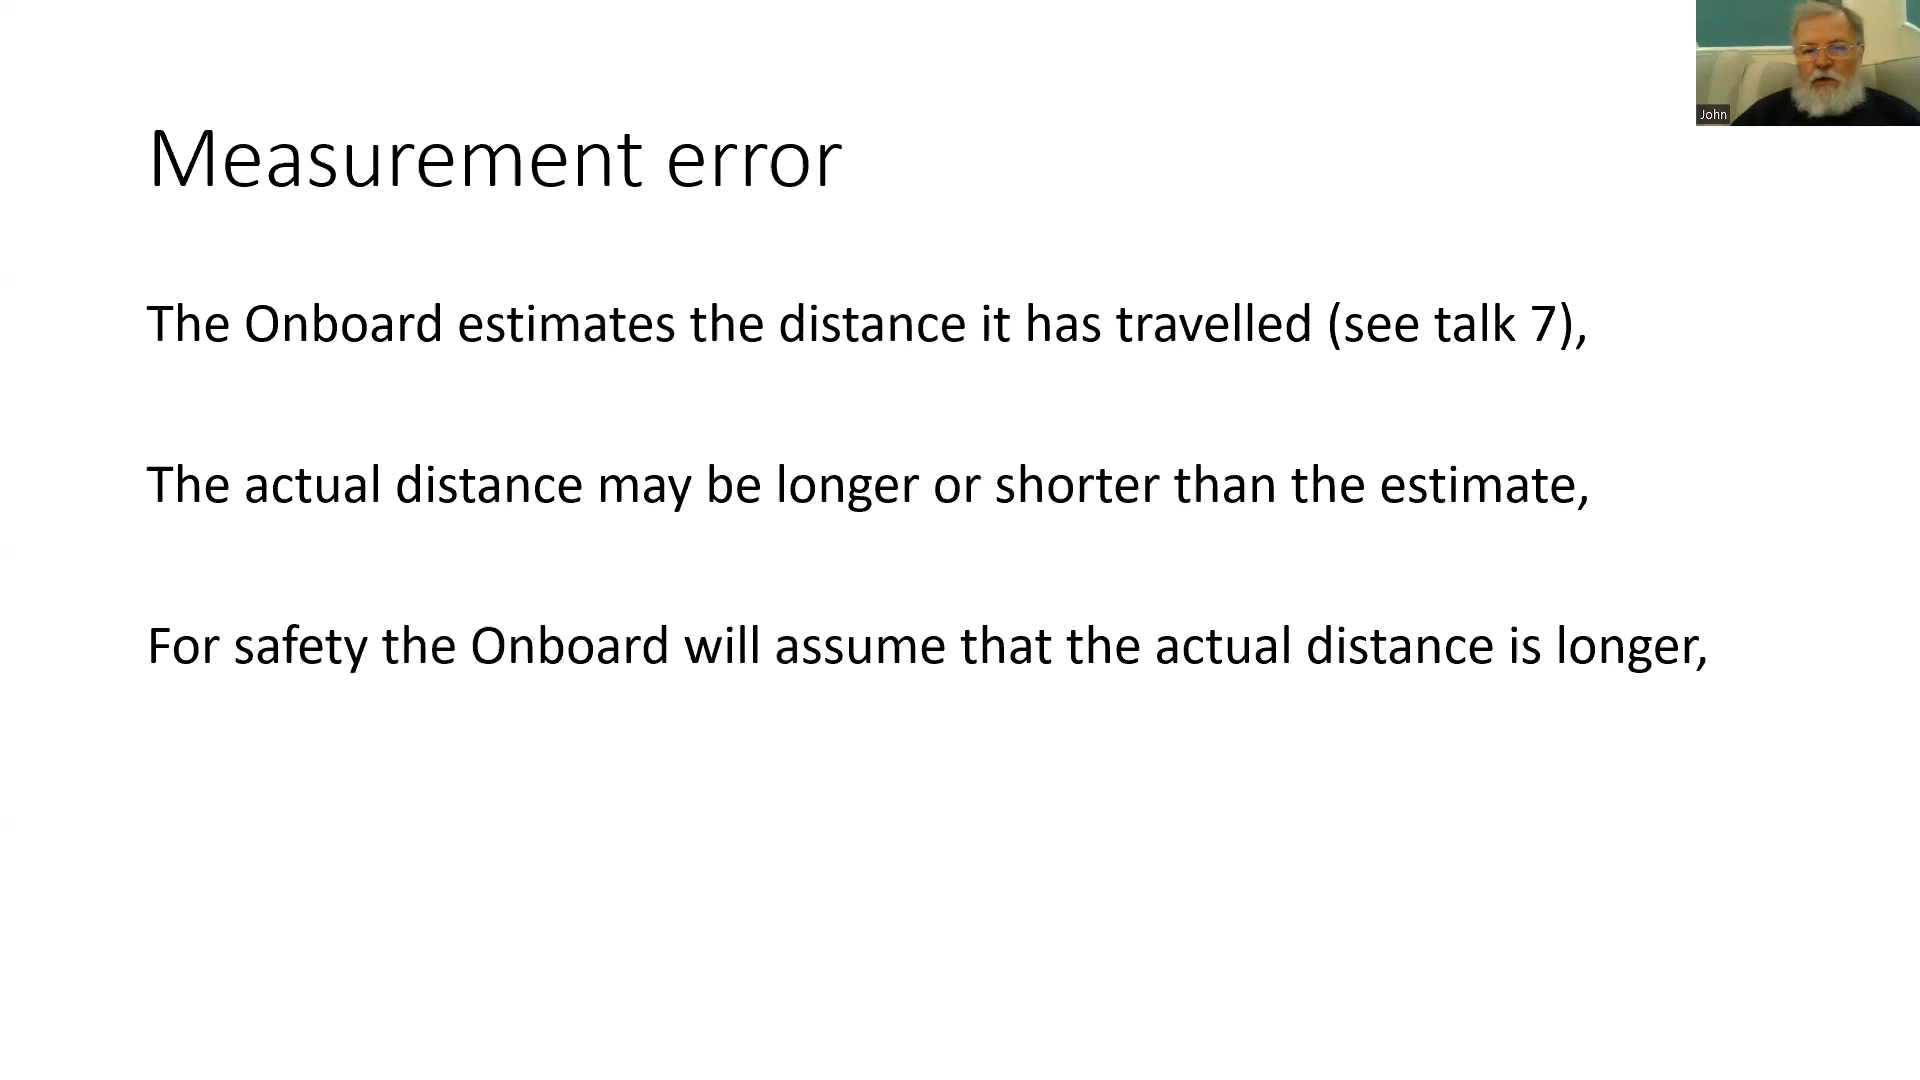 John
Measurement error
The Onboard estimates the distance it has travelled (see talk 7),
The actual distance may be longer or shorter than the estimate,
For safety the Onboard will assume that the actual distance is longer,